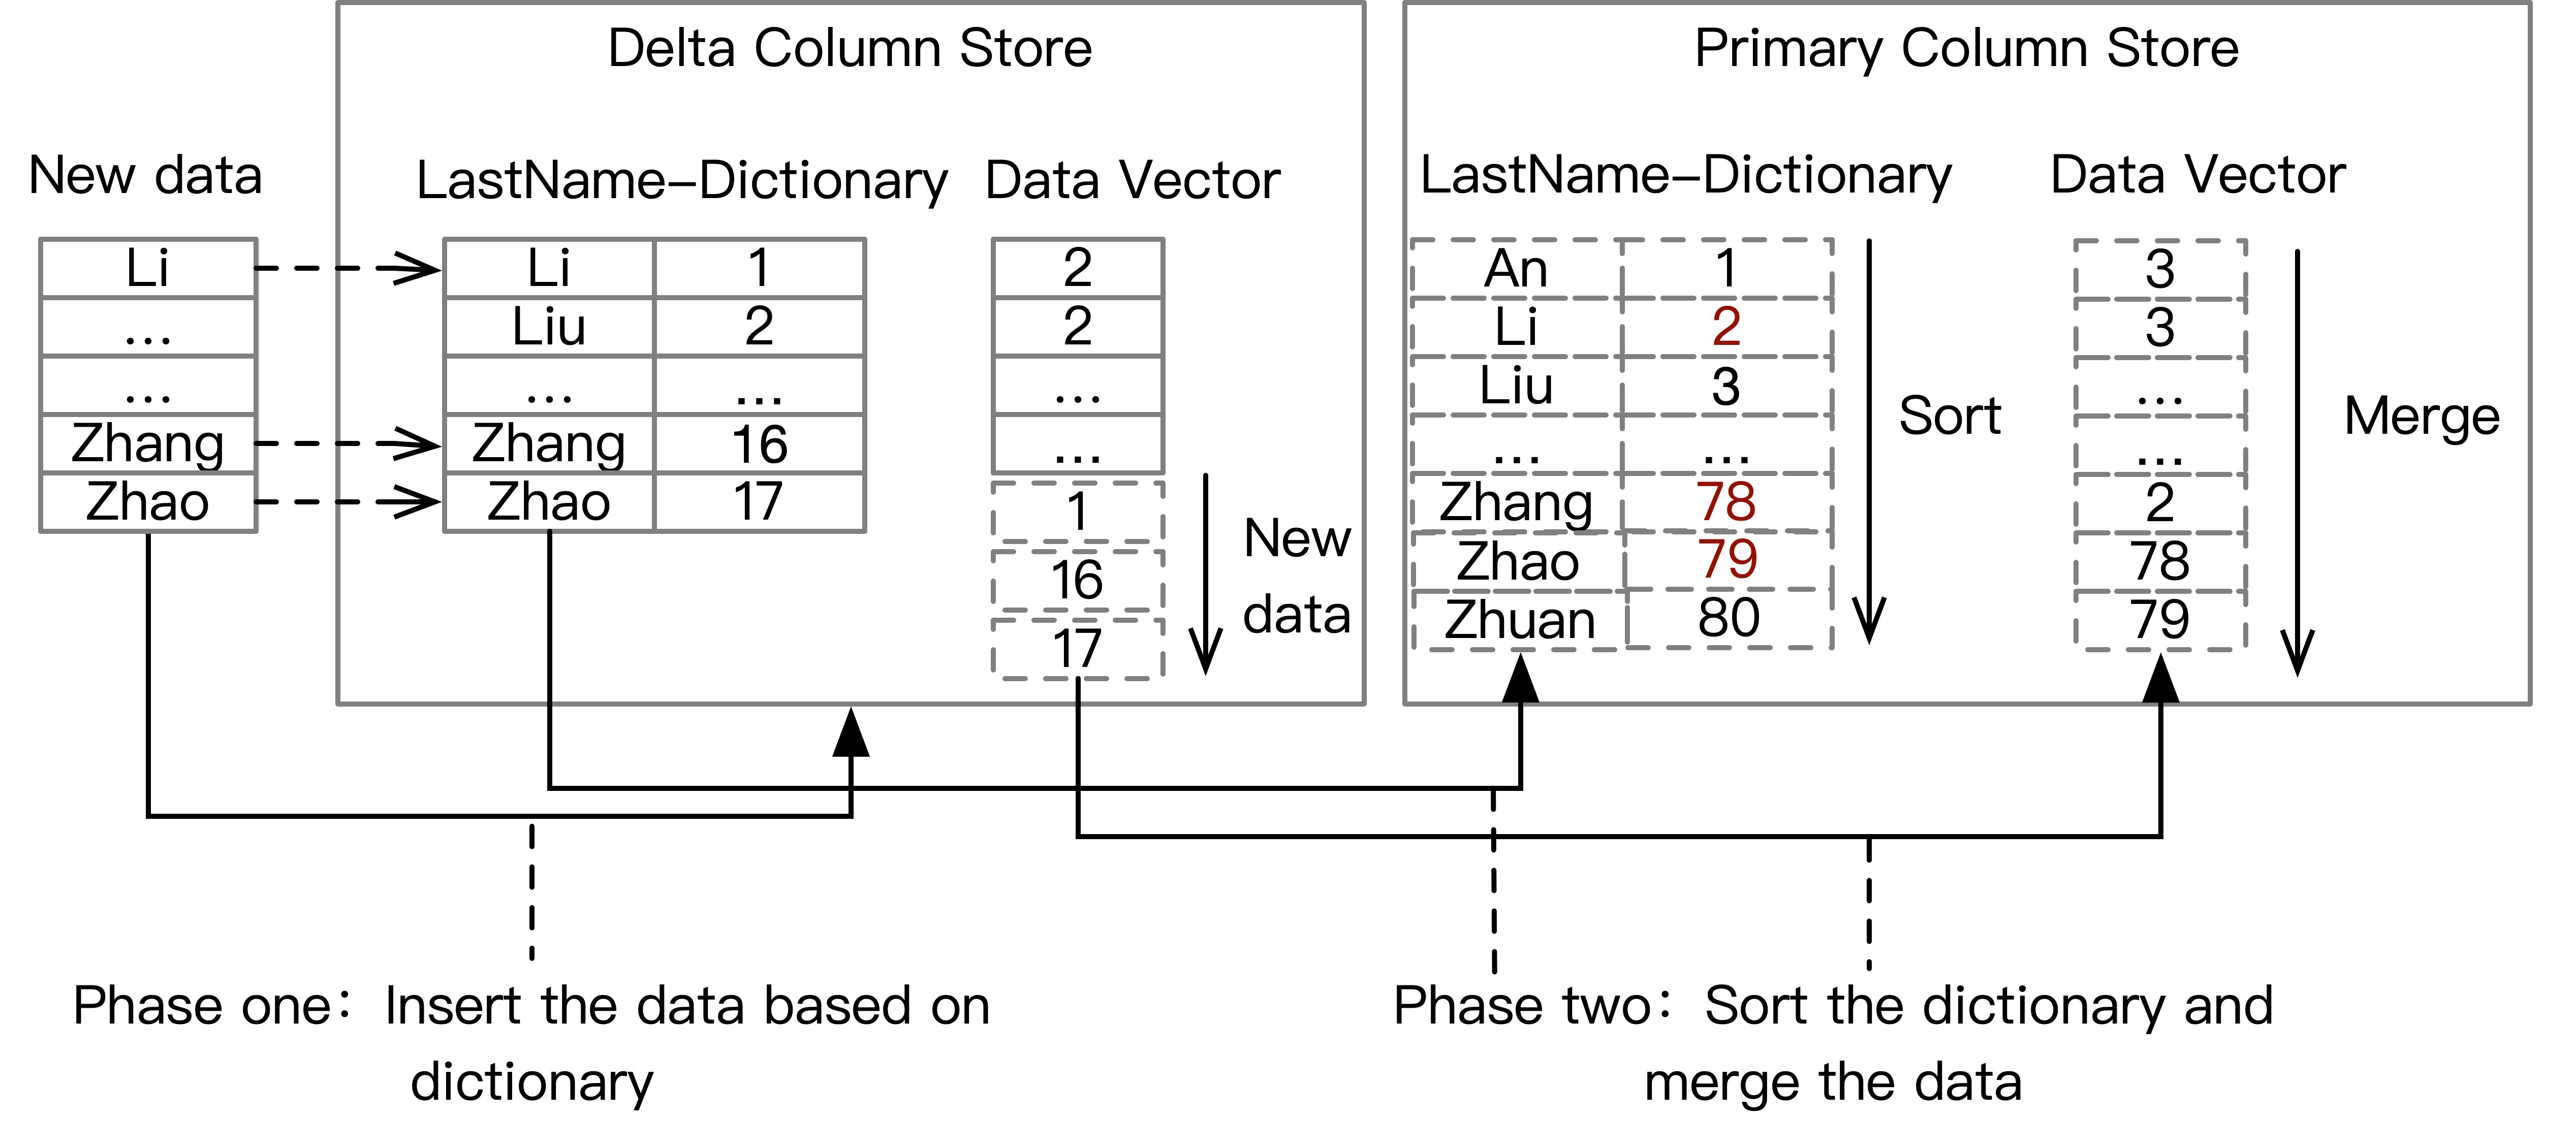 Delta Column Store
Primary Column Store
New data
LastName–Dictionary
Data Vector
LastName–Dictionary
Data Vector
Li
...
...
Zhang
Zhao
Li 1
Liu 2
... ...
Zhang 16
Zhao 17
2
2
...
...
1
16
17
New
data
An 1
Li 2
Liu 3
... ...
Zhang 78
Zhao 79
Zhuan 80
Sort
3
3
...
...
2
78
79
Merge
Phase one: Insert the data based on
dictionary
Phase two: Sort the dictionary and
merge the data